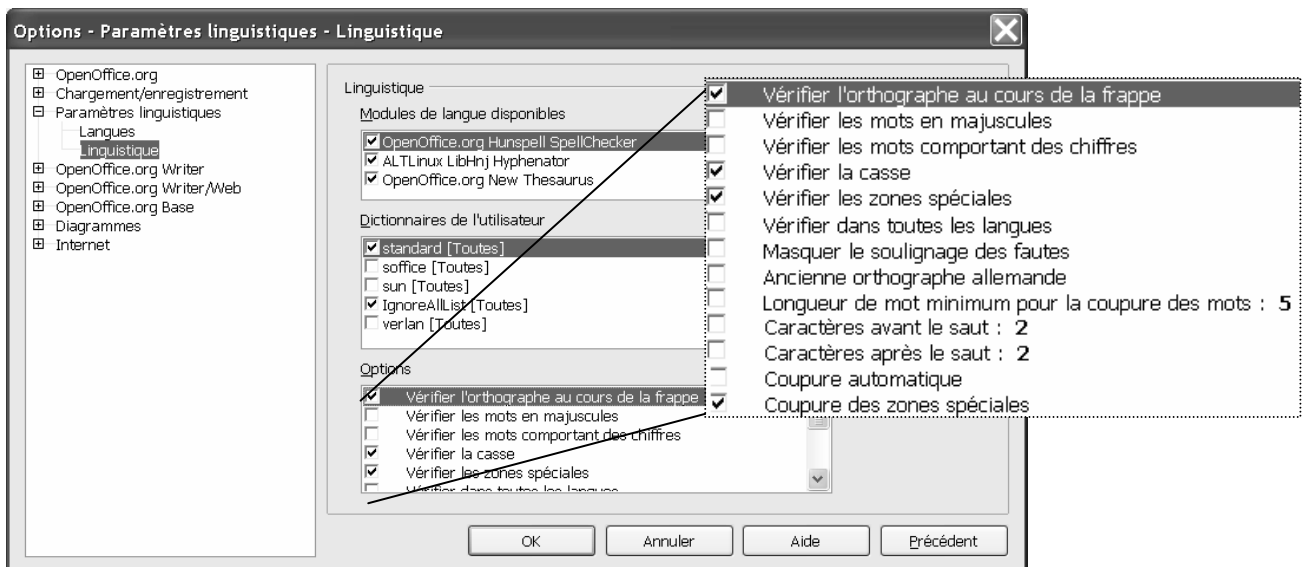 Options - Paramètres linguistiques - Linguistique
OpenOffice.org
Chargement/enregistrement
Paramètres linguistiques
Langues
Linguistique
OpenOffice.org Writer
OpenOffice.org Writer/Web
OpenOffice.org Base
Diagrammes
Internet
Linguistique
Modules de langue disponibles
OpenOffice.org Hunspell SpellChecker
ALTLinux LibHnj Hyphenator
OpenOffice.org New Thesaurus
Dictionnaires de l'utilisateur
standard [Toutes]
soffice [Toutes]
sun [Toutes]
IgnoreAllList [Toutes]
verlan [Toutes]
Options
Vérifier l'orthographe au cours de la frappe
Vérifier les mots en majuscules
Vérifier les mots comportant des chiffres
Vérifier la casse
Vérifier les zones spéciales
Vérifier dans toutes les langues
Vérifier l'orthographe au cours de la frappe
Vérifier les mots en majuscules
Vérifier les mots comportant des chiffres
Vérifier la casse
Vérifier les zones spéciales
Vérifier dans toutes les langues
Masquer le soulignage des fautes
Ancienne orthographe allemande
Longueur de mot minimum pour la coupure des mots : 5
Caractères avant le saut : 2
Caractères après le saut : 2
Coupure automatique
Coupure des zones spéciales
OK
Annuler
Aide
Précédent